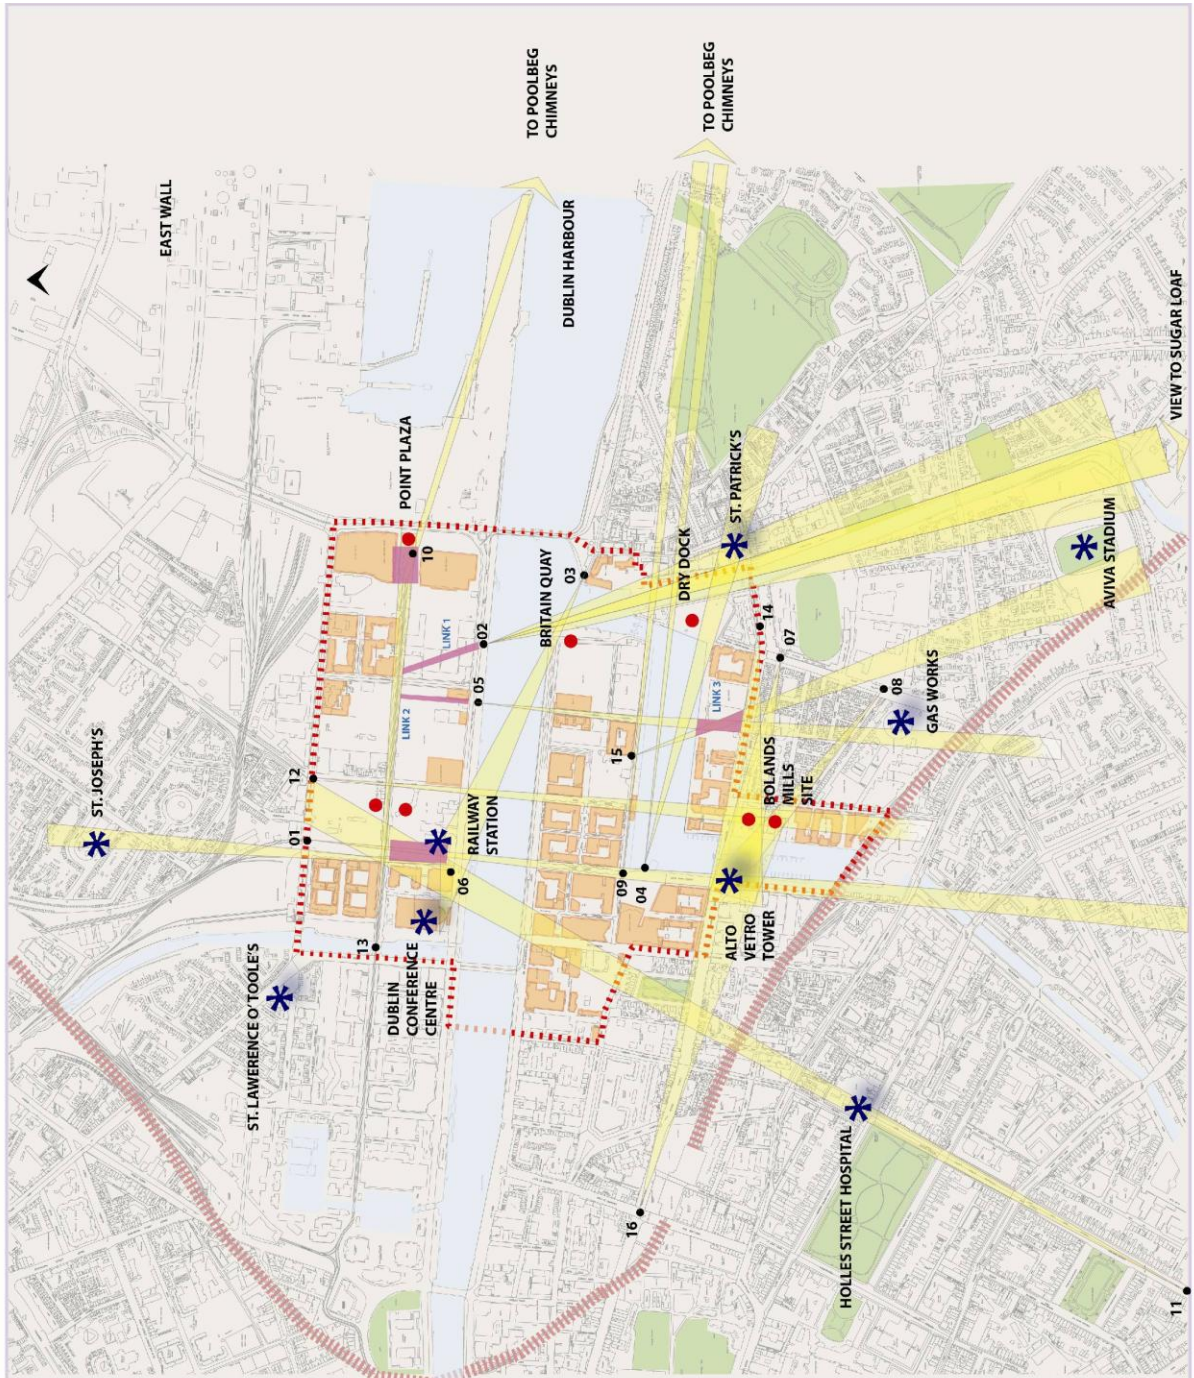 ST. JOSEPH'S
EAST WALL
ST. LAWERENCE O'TOOLE'S
01
12
13
LINK 2
POINT PLAZA
DUBLIN
CONFERENCE
CENTRE
10
LINK 1
06
RAILWAY
STATION
05
02
TO POOLBEG
CHIMNEYS
BRITAIN QUAY
DUBLIN HARBOUR
03
15
09
16
04
DRY DOCK
TO POOLBEG
CHIMNEYS
LINK 3
ST. PATRICK'S
ALTO
VETRO
TOWER
BOLANDS
MILLS
SITE
14
07
HOLLES STREET HOSPITAL
08
GAS WORKS
AVIVA STADIUM
11
VIEW TO SUGAR LOAF